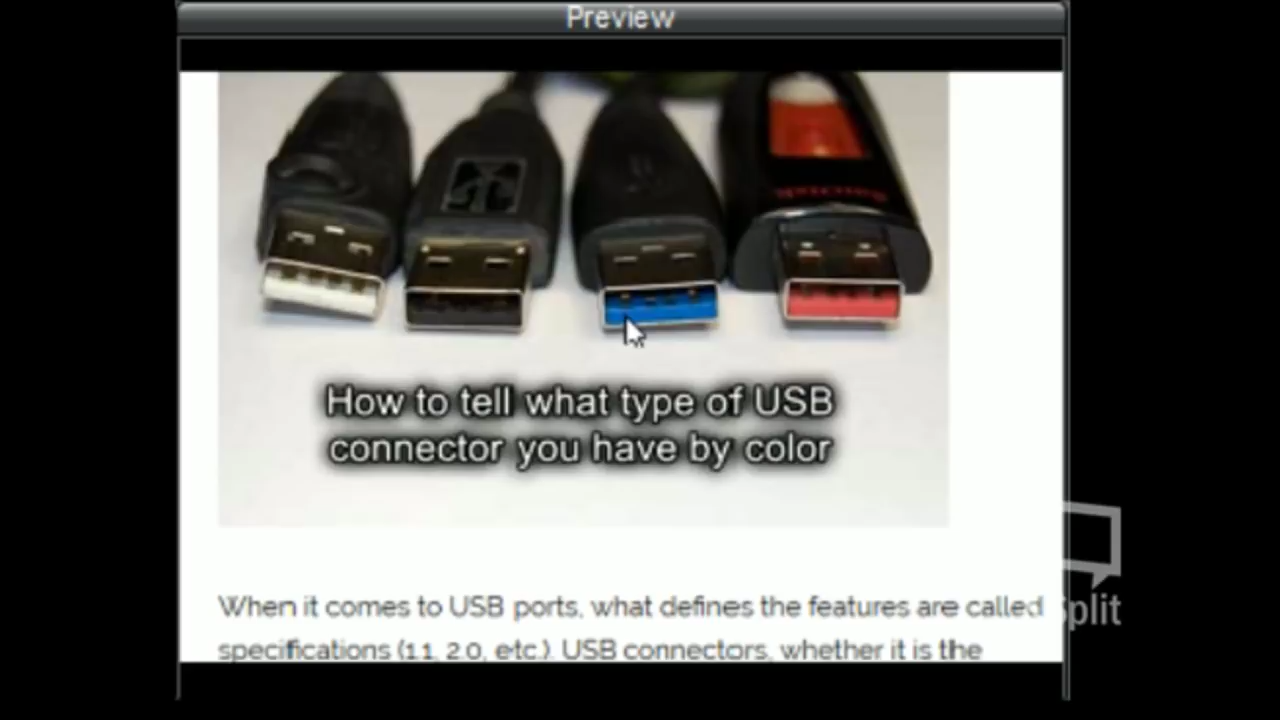 Preview
How to tell what type of USB
connector you have by color
When it comes to USB ports, what defines the features are called
specifications (1.1, 2.0, etc.). USB connectors, whether it is the
Split